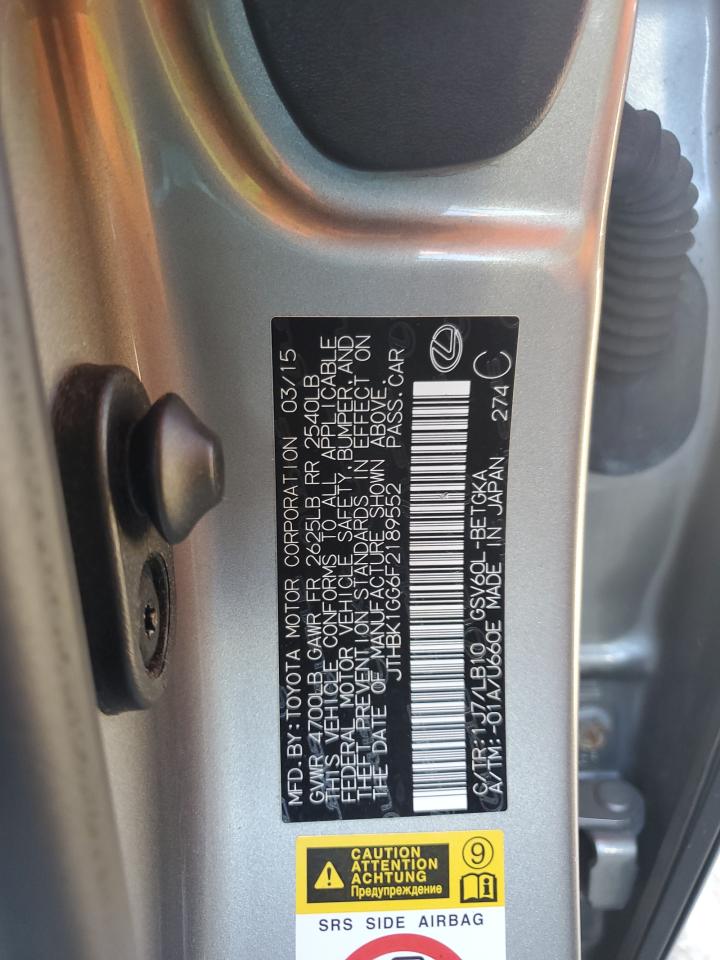 MFD. BY: TOYOTA MOTOR CORPORATION 03/15
GVWR 4700LB GAWR FR 2625LB RR 2540LB
THIS VEHICLE CONFORMS TO ALL APPLICABLE
FEDERAL MOTOR VEHICLE SAFETY, BUMPER, AND
THEFT PREVENTION STANDARDS IN EFFECT ON
THE DATE OF MANUFACTURE SHOWN ABOVE.
JTHBK1GG6F2189552 PASS. CAR
C/TR: 1J7/LB10 GSV60L-BETGKA
A/TM: -01A/U660E MADE IN JAPAN 274 C
CAUTION
ATTENTION
ACHTUNG
Предупреждение
9
SRS SIDE AIRBAG